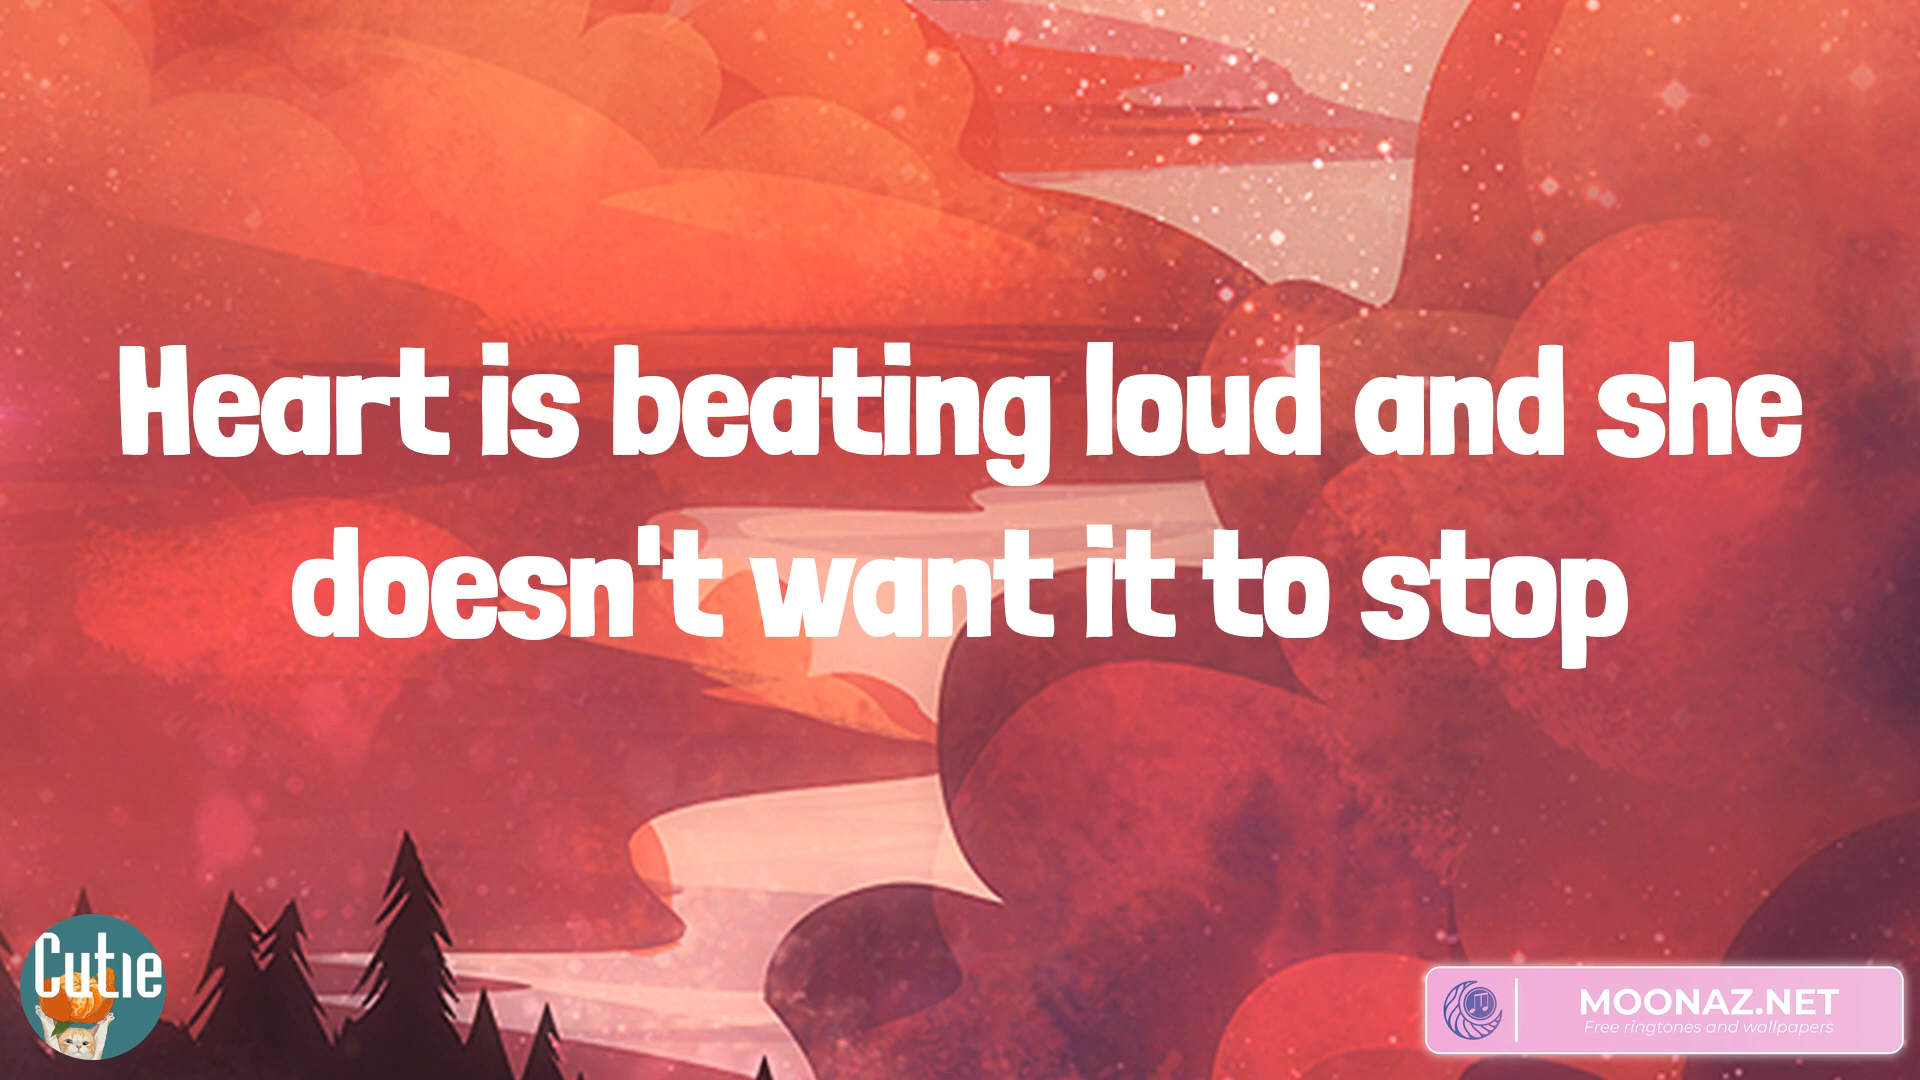 Heart is beating loud and she
doesn't want it to stop
Cutie
MOONAZ.NET
Free ringtones and wallpapers